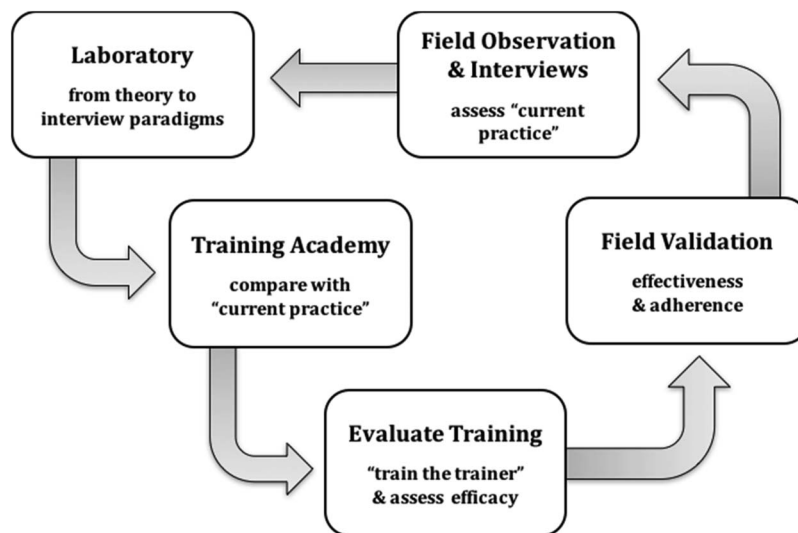 Laboratory
from theory to
interview paradigms
Field Observation
& Interviews
assess “current
practice”
Training Academy
compare with
“current practice”
Field Validation
effectiveness
& adherence
Evaluate Training
“train the trainer”
& assess efficacy